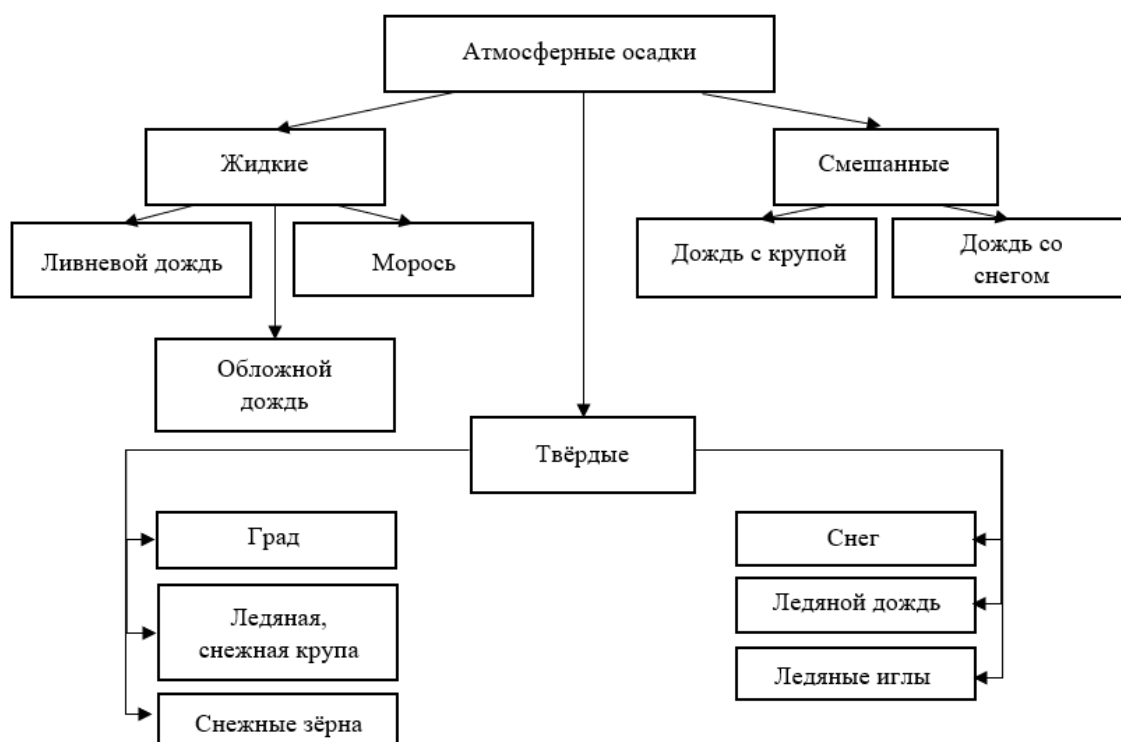 Атмосферные осадки
Жидкие
Смешанные
Ливневой дождь
Морось
Дождь с крупой
Дождь со
снегом
Обложной
дождь
Твёрдые
Град
Ледяная,
снежная крупа
Снежные зёрна
Снег
Ледяной дождь
Ледяные иглы